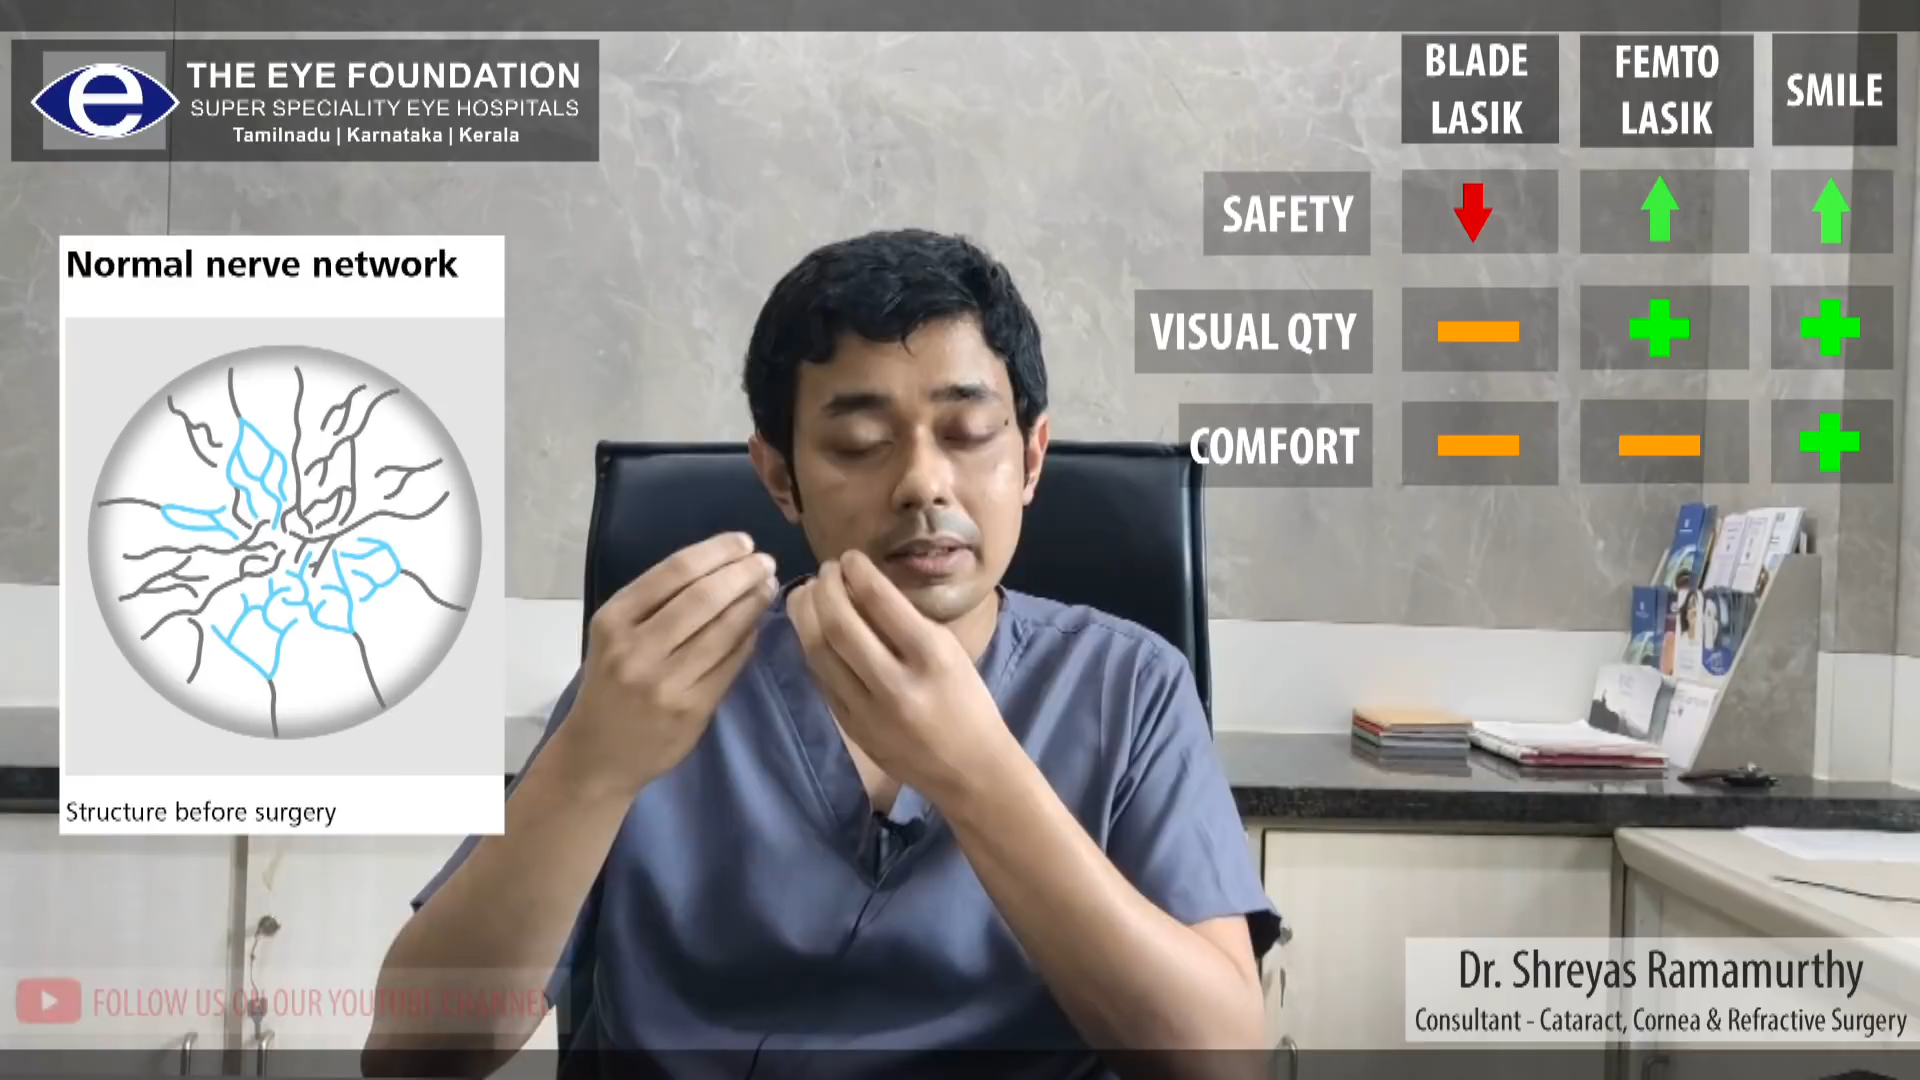 THE EYE FOUNDATION
SUPER SPECIALITY EYE HOSPITALS
Tamilnadu | Karnataka | Kerala
BLADE
LASIK
FEMTO
LASIK
SMILE
SAFETY
VISUAL QTY
COMFORT
Normal nerve network
Structure before surgery
FOLLOW US ON OUR YOUTUBE CHANNEL
Dr. Shreyas Ramamurthy
Consultant - Cataract, Cornea & Refractive Surgery